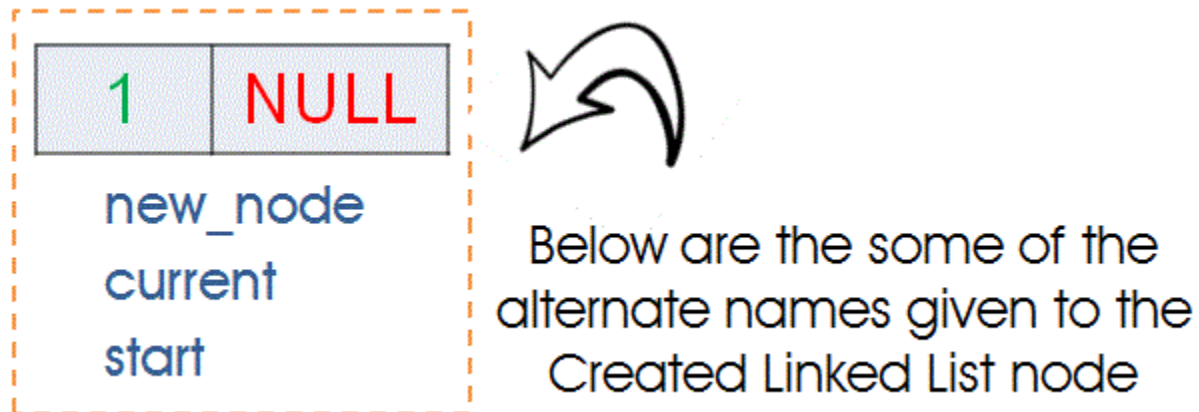 1 NULL
new_node
current
start
Below are the some of the
alternate names given to the
Created Linked List node